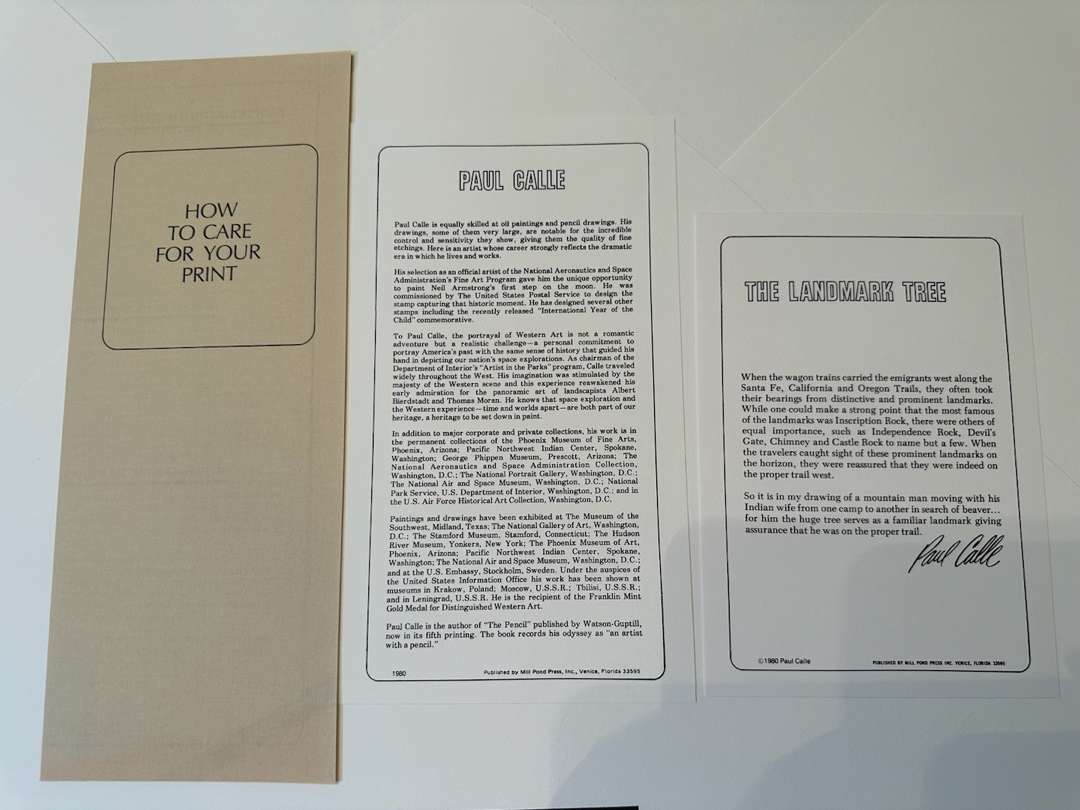 HOW
TO CARE
FOR YOUR
PRINT
PAUL CALLE
Paul Calle is equally skilled at oil paintings and pencil drawings. His
drawings, some of them very large, are notable for the incredible
control and sensitivity they show, giving them the quality of fine
etchings. Here is an artist whose career strongly reflects the dramatic
era in which he lives and works.
His selection as an official artist of the National Aeronautics and Space
Administration's Fine Art Program gave him the unique opportunity
to paint Neil Armstrong's first step on the moon. He was
commissioned by The United States Postal Service to design the
stamp capturing that historic moment. He has designed several other
stamps including the recently released "International Year of the
Child" commemorative.
To Paul Calle, the portrayal of Western Art is not a romantic
adventure but a realistic challenge—a personal commitment to
portray America's past with the same sense of history that guided his
hand in depicting our nation's space explorations. As chairman of the
Department of Interior's "Artist in the Parks" program, Calle traveled
widely throughout the West. His imagination was stimulated by the
majesty of the Western scene and this experience reawakened his
early admiration for the panoramic art of landscapists Albert
Bierdstadt and Thomas Moran. He knows that space exploration and
the Western experience—time and worlds apart—are both part of our
heritage, a heritage to be set down in paint.
In addition to major corporate and private collections, his work is in
the permanent collections of the Phoenix Museum of Fine Arts,
Phoenix, Arizona; Pacific Northwest Indian Center, Spokane,
Washington; George Phippen Museum, Prescott, Arizona; The
National Aeronautics and Space Administration Collection,
Washington, D.C.; The National Portrait Gallery, Washington, D.C.;
The National Air and Space Museum, Washington, D.C.; National
Park Service, U.S. Department of Interior, Washington, D.C.; and in
the U.S. Air Force Historical Art Collection, Washington, D.C.
Paintings and drawings have been exhibited at The Museum of the
Southwest, Midland, Texas; The National Gallery of Art, Washington,
D.C.; The Stamford Museum, Stamford, Connecticut; The Hudson
River Museum, Yonkers, New York; The Phoenix Museum of Art,
Phoenix, Arizona; Pacific Northwest Indian Center, Spokane,
Washington; The National Air and Space Museum, Washington, D.C.;
and at the U.S. Embassy, Stockholm, Sweden. Under the auspices of
the United States Information Office his work has been shown at
museums in Krakow, Poland; Moscow, U.S.S.R.; Tbilisi, U.S.S.R.;
and in Leningrad, U.S.S.R. He is the recipient of the Franklin Mint
Gold Medal for Distinguished Western Art.
Paul Calle is the author of "The Pencil" published by Watson-Guptill,
now in its fifth printing. The book records his odyssey as "an artist
with a pencil."
1980 Published by Mill Pond Press, Inc., Venice, Florida 33595
THE LANDMARK TREE
When the wagon trains carried the emigrants west along the
Santa Fe, California and Oregon Trails, they often took
their bearings from distinctive and prominent landmarks.
While one could make a strong point that the most famous
of the landmarks was Inscription Rock, there were others of
equal importance, such as Independence Rock, Devil's
Gate, Chimney and Castle Rock to name but a few. When
the travelers caught sight of these prominent landmarks on
the horizon, they were reassured that they were indeed on
the proper trail west.
So it is in my drawing of a mountain man moving with his
Indian wife from one camp to another in search of beaver...
for him the huge tree serves as a familiar landmark giving
assurance that he was on the proper trail.
Paul Calle
©1980 Paul Calle PUBLISHED BY MILL POND PRESS INC. VENICE, FLORIDA 33595